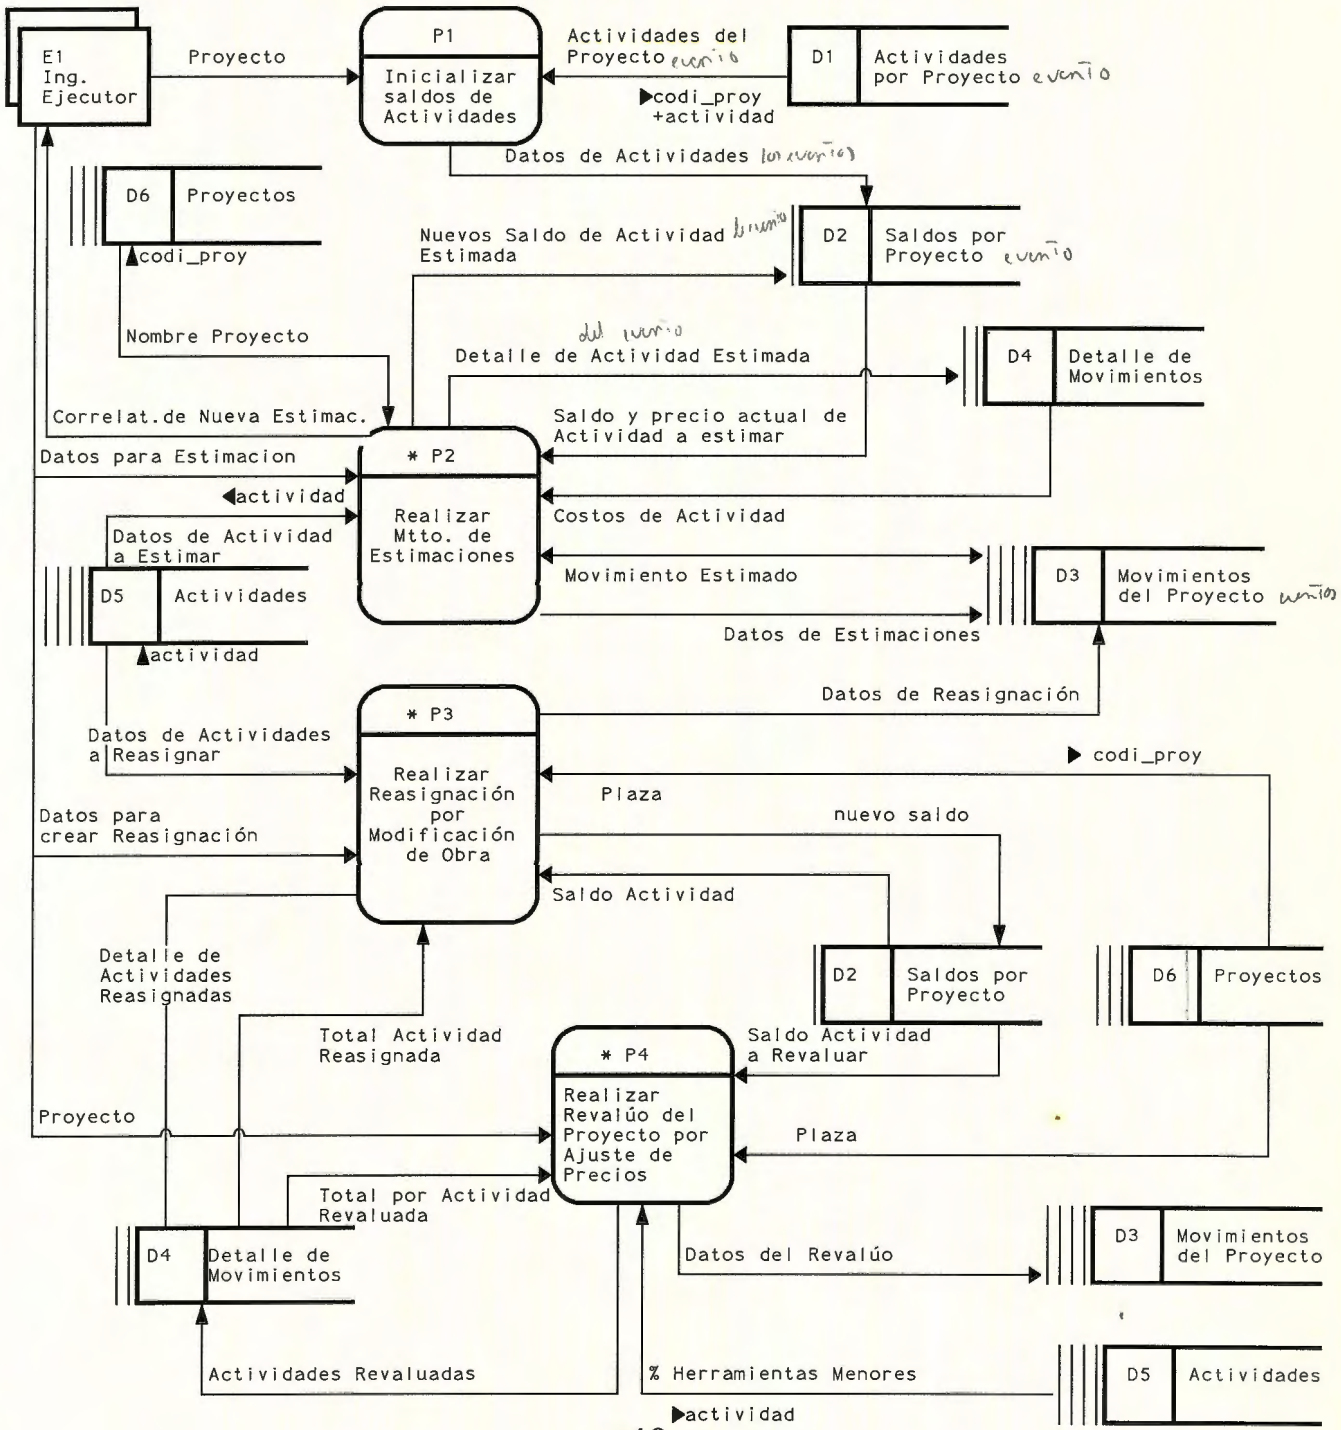 E1
Ing.
Ejecutor
Proyecto
P1
Inicializar
saldos de
Actividades
Actividades del
Proyecto evento
▶codi_proy
+actividad
D1
Actividades
por Proyecto evento
Datos de Actividades los eventos
D6
Proyectos
codi_proy
Nuevos Saldo de Actividad
Estimada
D2
Saldos por
Proyecto evento
Nombre Proyecto
del evento
Detalle de Actividad Estimada
D4
Detalle de
Movimientos
Correlat.de Nueva Estimac.
Saldo y precio actual de
Actividad a estimar
Datos para Estimacion
* P2
Realizar
Mtto. de
Estimaciones
◀actividad
Datos de Actividad
a Estimar
Costos de Actividad
Movimiento Estimado
D3
Movimientos
del Proyecto eventos
D5
Actividades
actividad
Datos de Estimaciones
Datos de Reasignación
* P3
Realizar
Reasignación
por
Modificación
de Obra
Datos de Actividades
a Reasignar
▶ codi_proy
Plaza
Datos para
crear Reasignación
nuevo saldo
Saldo Actividad
Detalle de
Actividades
Reasignadas
D2
Saldos por
Proyecto
D6
Proyectos
Total Actividad
Reasignada
* P4
Realizar
Revalúo del
Proyecto por
Ajuste de
Precios
Saldo Actividad
a Revaluar
Proyecto
Plaza
Total por Actividad
Revaluada
D4
Detalle de
Movimientos
Datos del Revalúo
D3
Movimientos
del Proyecto
Actividades Revaluadas
% Herramientas Menores
D5
Actividades
▶actividad